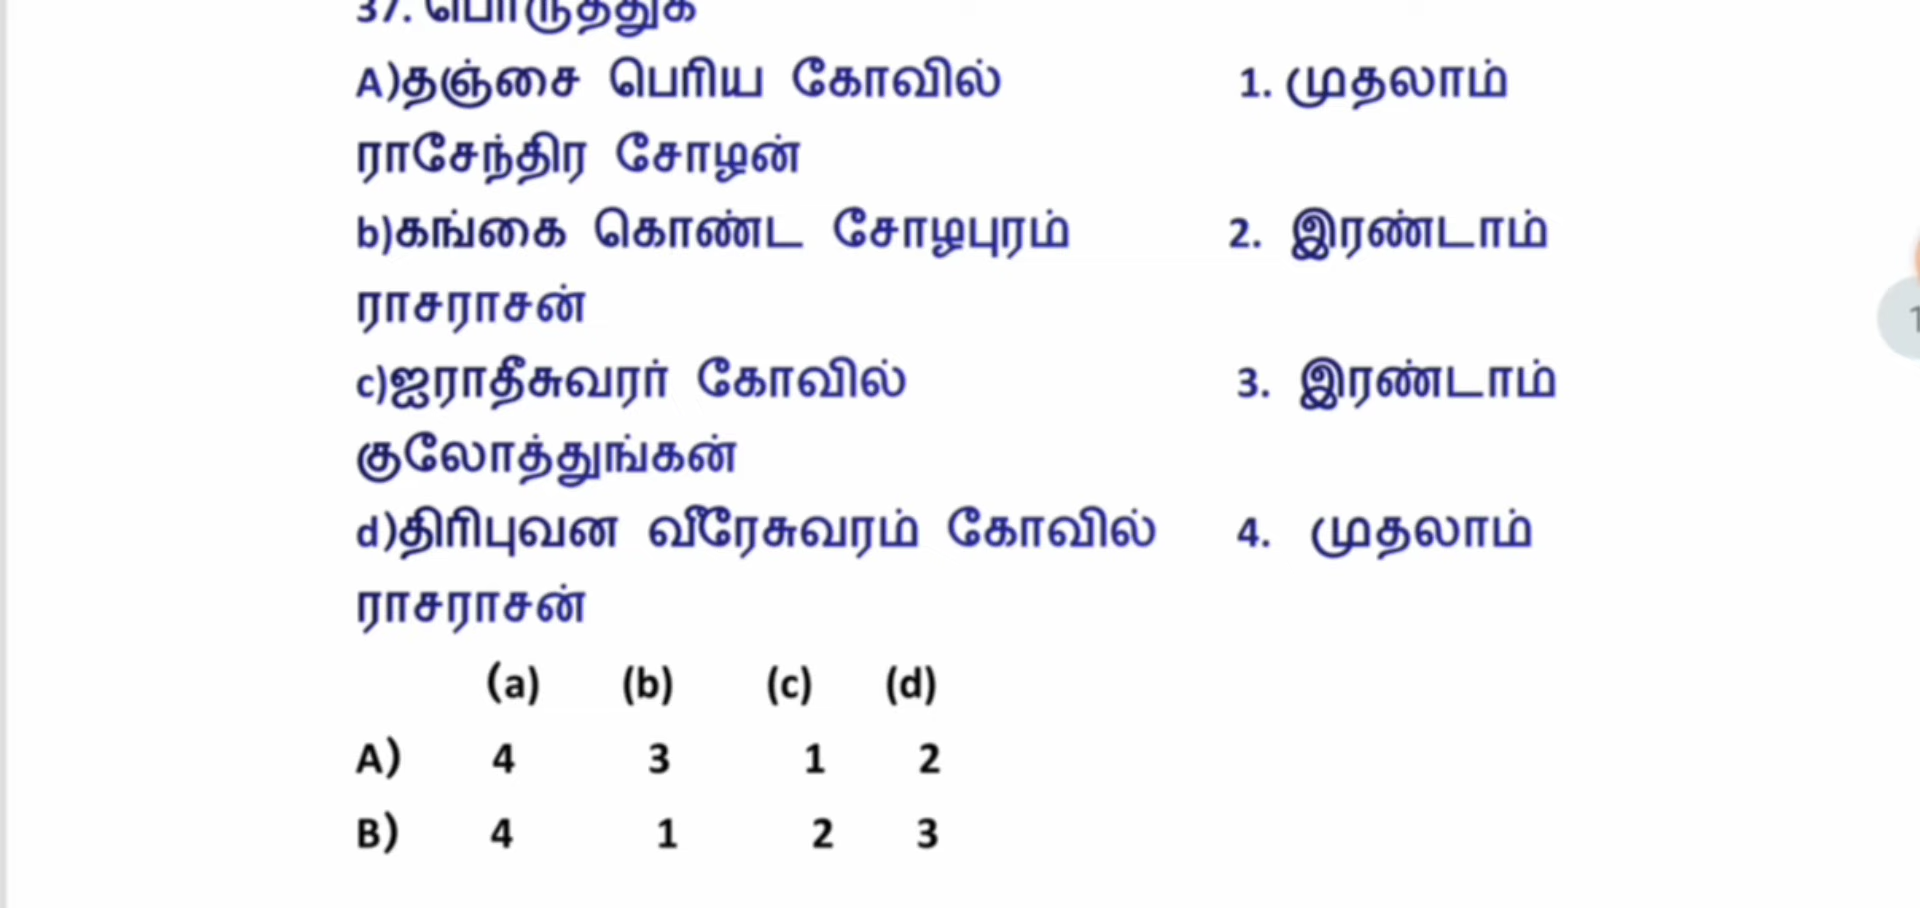 37. பொருத்துக
A)தஞ்சை பெரிய கோவில் 1. முதலாம்
ராசேந்திர சோழன்
b)கங்கை கொண்ட சோழபுரம் 2. இரண்டாம்
ராசராசன்
c)ஐராதீசுவரர் கோவில் 3. இரண்டாம்
குலோத்துங்கன்
d)திரிபுவன வீரேசுவரம் கோவில் 4. முதலாம்
ராசராசன்
(a) (b) (c) (d)
A) 4 3 1 2
B) 4 1 2 3